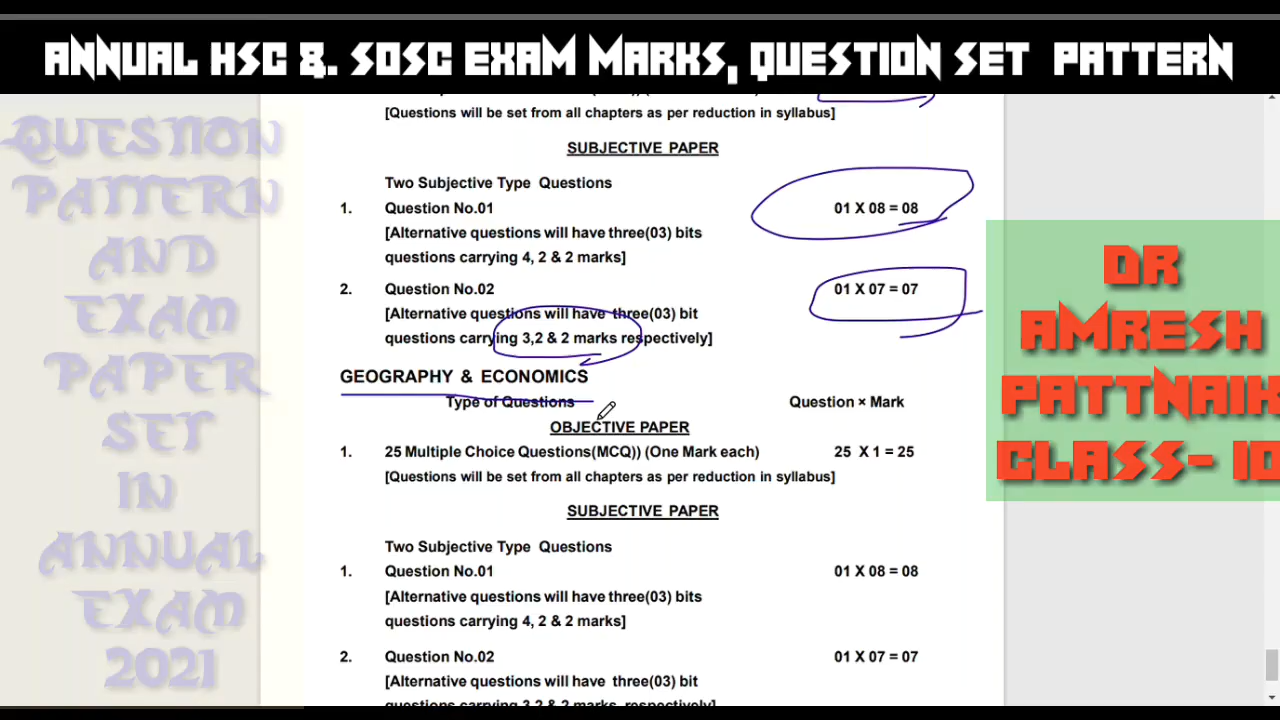 ANNUAL HSC & SOSC EXAM MARKS, QUESTION SET PATTERN
[Questions will be set from all chapters as per reduction in syllabus]
SUBJECTIVE PAPER
Two Subjective Type Questions
1. Question No.01 01 X 08 = 08
[Alternative questions will have three(03) bits
questions carrying 4, 2 & 2 marks]
2. Question No.02 01 X 07 = 07
[Alternative questions will have three(03) bit
questions carrying 3,2 & 2 marks respectively]
GEOGRAPHY & ECONOMICS
Type of Questions Question × Mark
OBJECTIVE PAPER
1. 25 Multiple Choice Questions(MCQ)) (One Mark each) 25 X 1 = 25
[Questions will be set from all chapters as per reduction in syllabus]
SUBJECTIVE PAPER
Two Subjective Type Questions
1. Question No.01 01 X 08 = 08
[Alternative questions will have three(03) bits
questions carrying 4, 2 & 2 marks]
2. Question No.02 01 X 07 = 07
[Alternative questions will have three(03) bit
questions carrying 3,2 & 2 marks respectively]
QUESTION
PATTERN
AND
EXAM
PAPER
SET
IN
ANNUAL
EXAM
2021
DR
AMRESH
PATTNAIK
CLASS- 10